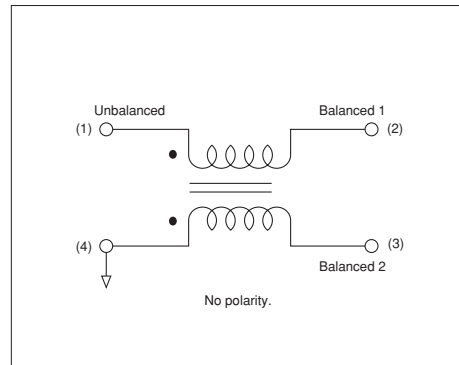 Unbalanced Balanced 1
(1) (2)
(4) (3)
Balanced 2
No polarity.